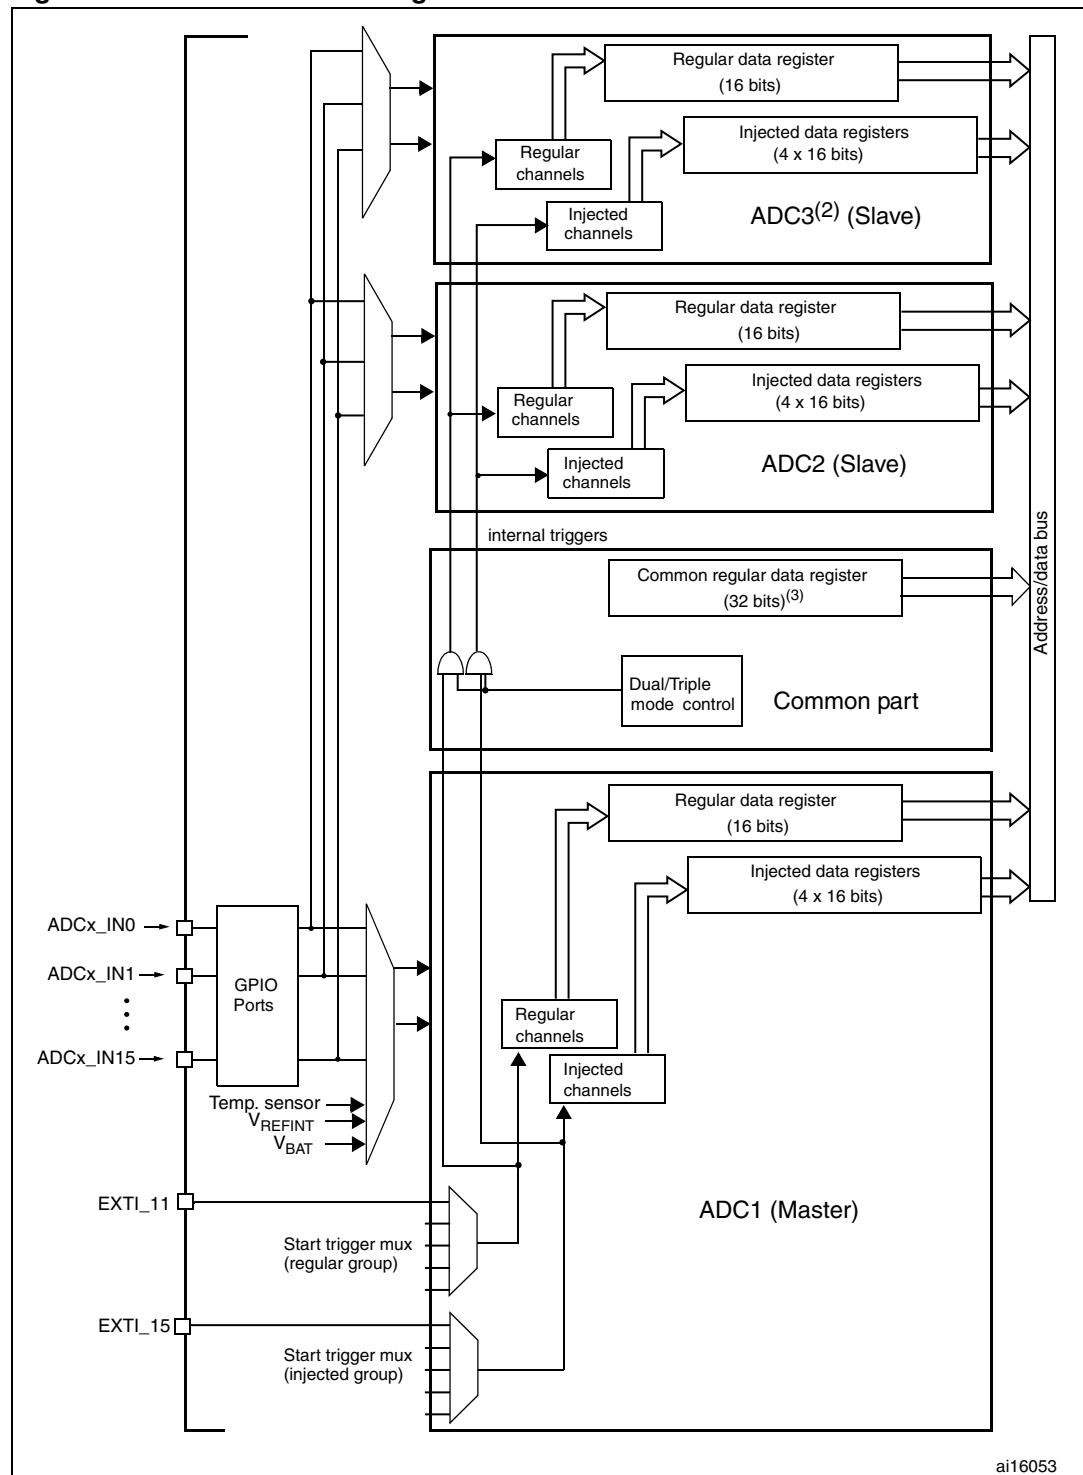 Regular data register
(16 bits)
Injected data registers
(4 x 16 bits)
Regular
channels
Injected
channels
ADC3(2) (Slave)
Regular data register
(16 bits)
Injected data registers
(4 x 16 bits)
Regular
channels
Injected
channels
ADC2 (Slave)
internal triggers
Common regular data register
(32 bits)(3)
Dual/Triple
mode control
Common part
Address/data bus
Regular data register
(16 bits)
Injected data registers
(4 x 16 bits)
ADCx_IN0
ADCx_IN1
ADCx_IN15
GPIO
Ports
Regular
channels
Injected
channels
Temp. sensor
VREFINT
VBAT
EXTI_11
ADC1 (Master)
Start trigger mux
(regular group)
EXTI_15
Start trigger mux
(injected group)
ai16053